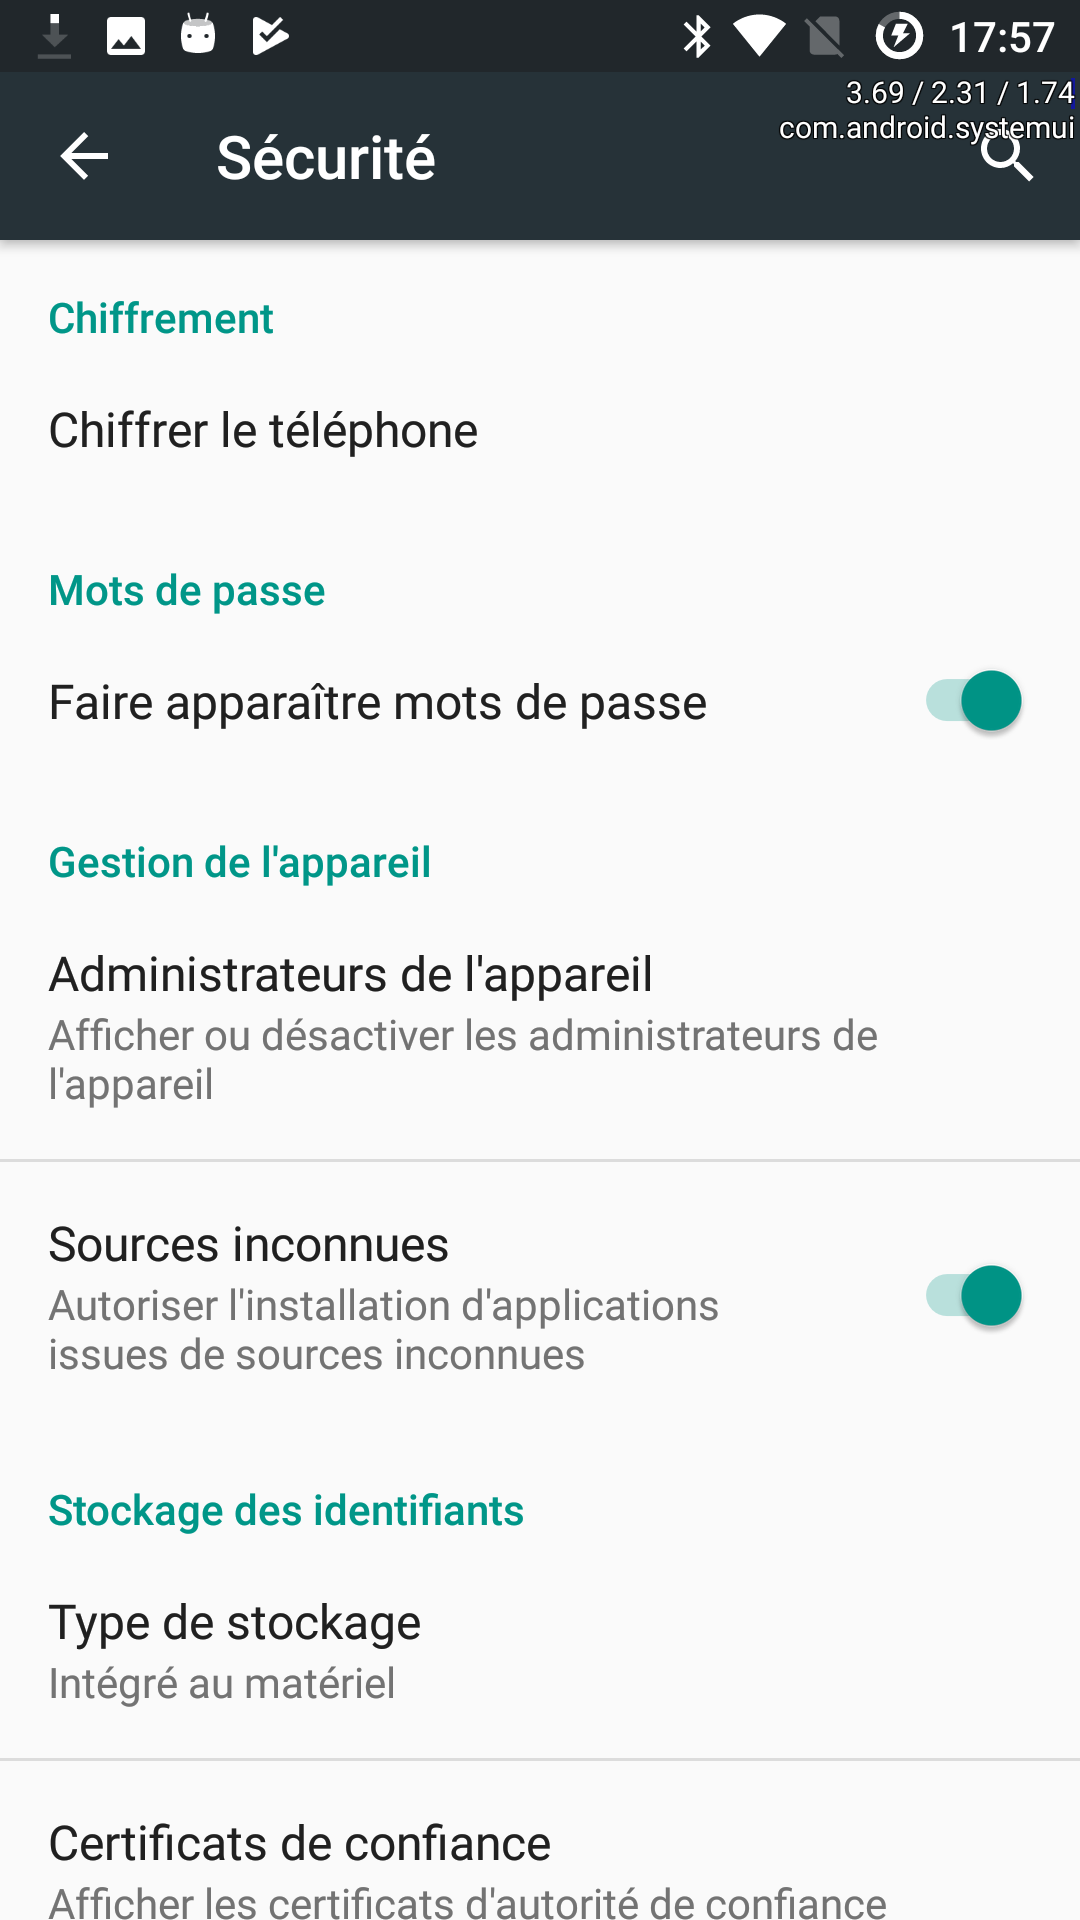 17:57
3.69 / 2.31 / 1.74
com.android.systemui
Sécurité
Chiffrement
Chiffrer le téléphone
Mots de passe
Faire apparaître mots de passe
Gestion de l'appareil
Administrateurs de l'appareil
Afficher ou désactiver les administrateurs de
l'appareil
Sources inconnues
Autoriser l'installation d'applications
issues de sources inconnues
Stockage des identifiants
Type de stockage
Intégré au matériel
Certificats de confiance
Afficher les certificats d'autorité de confiance